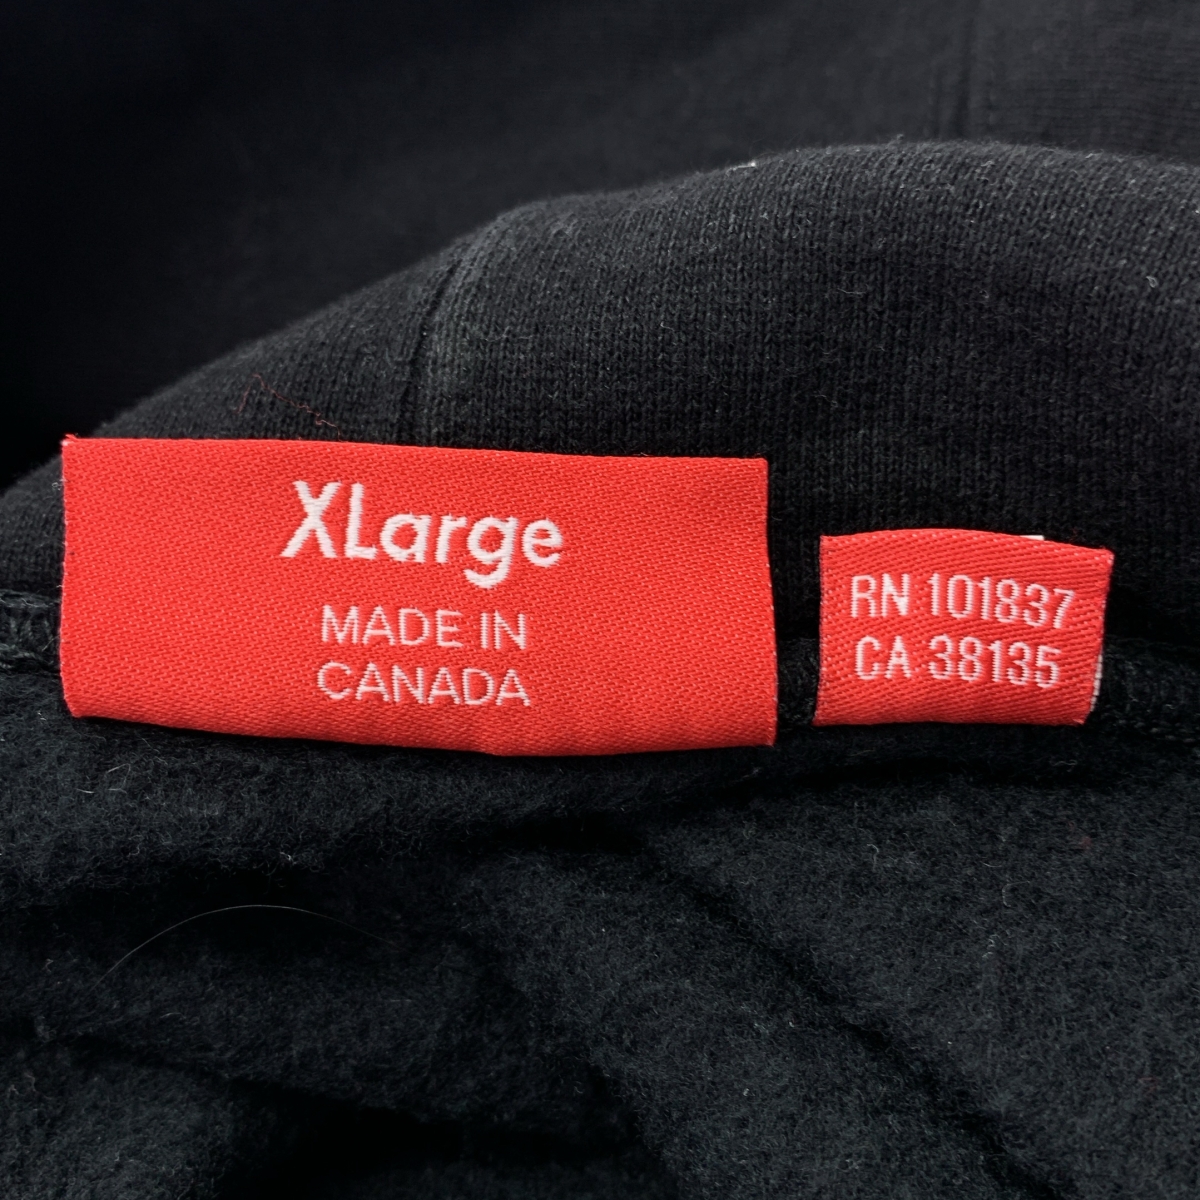 XLarge
MADE IN
CANADA
RN 101837
CA 38135